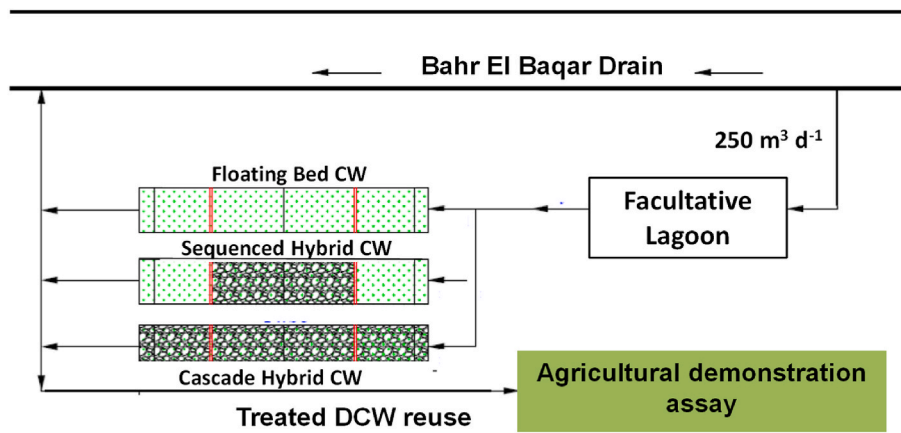 Bahr El Baqar Drain
250 m³ d⁻¹
Floating Bed CW
Facultative
Lagoon
Sequenced Hybrid CW
Cascade Hybrid CW
Agricultural demonstration
assay
Treated DCW reuse